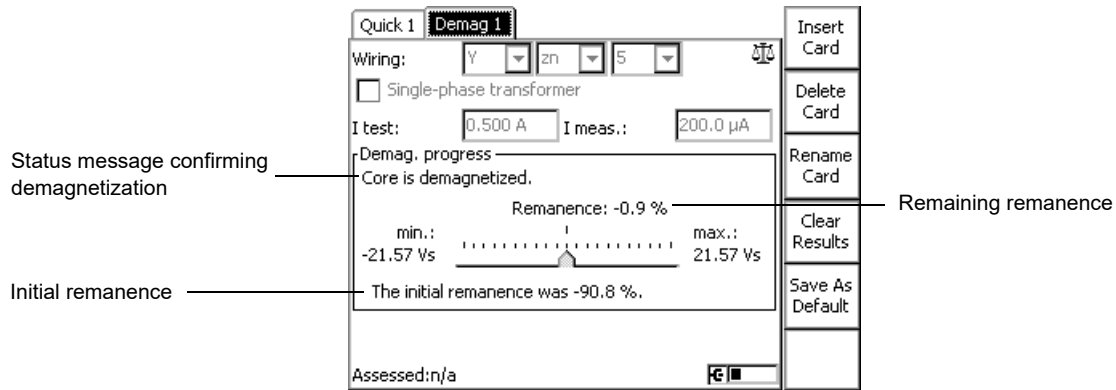 Quick 1 Demag 1
Wiring: Y zn 5
Single-phase transformer
I test: 0.500 A I meas.: 200.0 µA
Demag. progress
Core is demagnetized.
Remanence: -0.9 %
min.: max.:
-21.57 Vs 21.57 Vs
The initial remanence was -90.8 %.
Assessed:n/a
Insert
Card
Delete
Card
Rename
Card
Clear
Results
Save As
Default
Status message confirming
demagnetization
Initial remanence
Remaining remanence